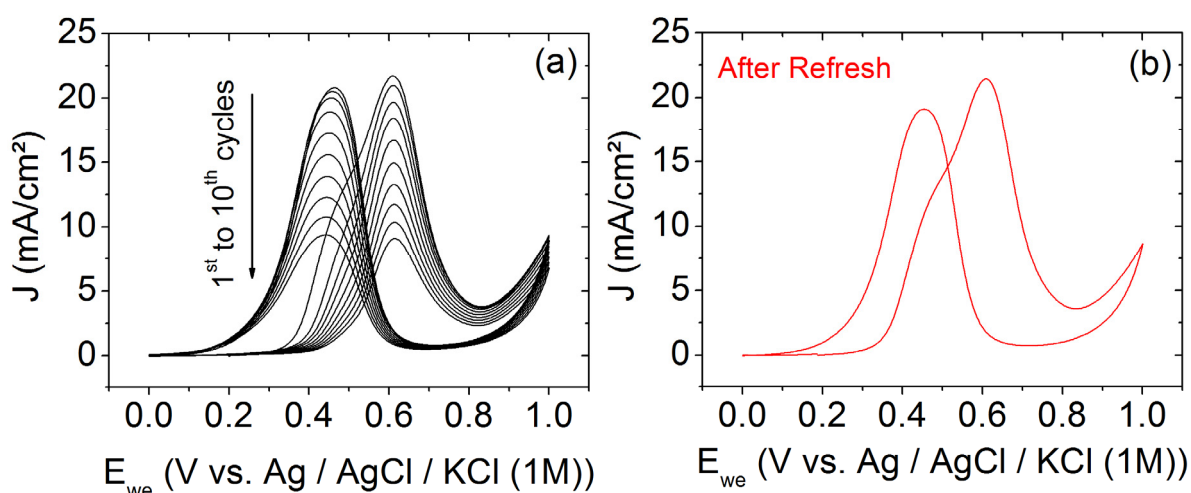 (a)
25
20
15
10
5
0
J (mA/cm²)
1st to 10th cycles
0.0 0.2 0.4 0.6 0.8 1.0
Ewe (V vs. Ag / AgCl / KCl (1M))
(b)
After Refresh
25
20
15
10
5
0
J (mA/cm²)
0.0 0.2 0.4 0.6 0.8 1.0
Ewe (V vs. Ag / AgCl / KCl (1M))